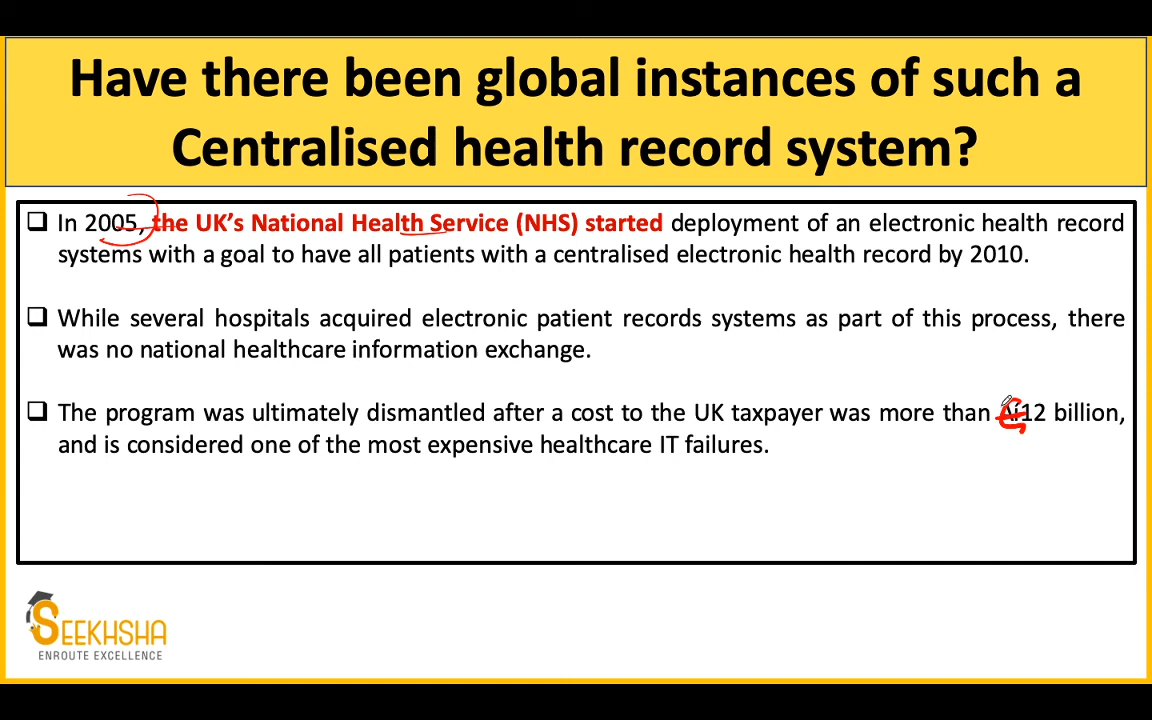 Have there been global instances of such a
Centralised health record system?
❑ In 2005, the UK’s National Health Service (NHS) started deployment of an electronic health record
systems with a goal to have all patients with a centralised electronic health record by 2010.
❑ While several hospitals acquired electronic patient records systems as part of this process, there
was no national healthcare information exchange.
❑ The program was ultimately dismantled after a cost to the UK taxpayer was more than 12 billion,
and is considered one of the most expensive healthcare IT failures.
SEEKHSHA
ENROUTE EXCELLENCE